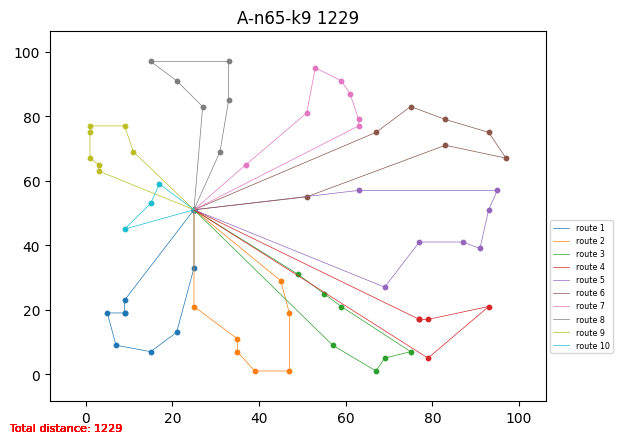 A-n65-k9 1229
100
80
60
40
20
0
0 20 40 60 80 100
route 1
route 2
route 3
route 4
route 5
route 6
route 7
route 8
route 9
route 10
Total distance: 1229